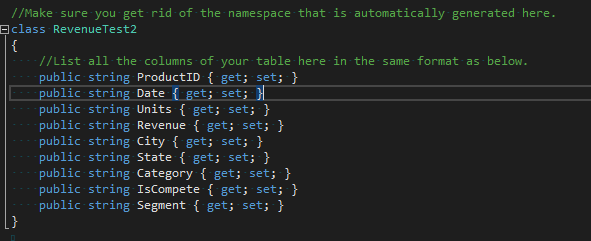 //Make sure you get rid of the namespace that is automatically generated here.
class RevenueTest2
{
//List all the columns of your table here in the same format as below.
public string ProductID { get; set; }
public string Date { get; set; }
public string Units { get; set; }
public string Revenue { get; set; }
public string City { get; set; }
public string State { get; set; }
public string Category { get; set; }
public string IsCompete { get; set; }
public string Segment { get; set; }
}